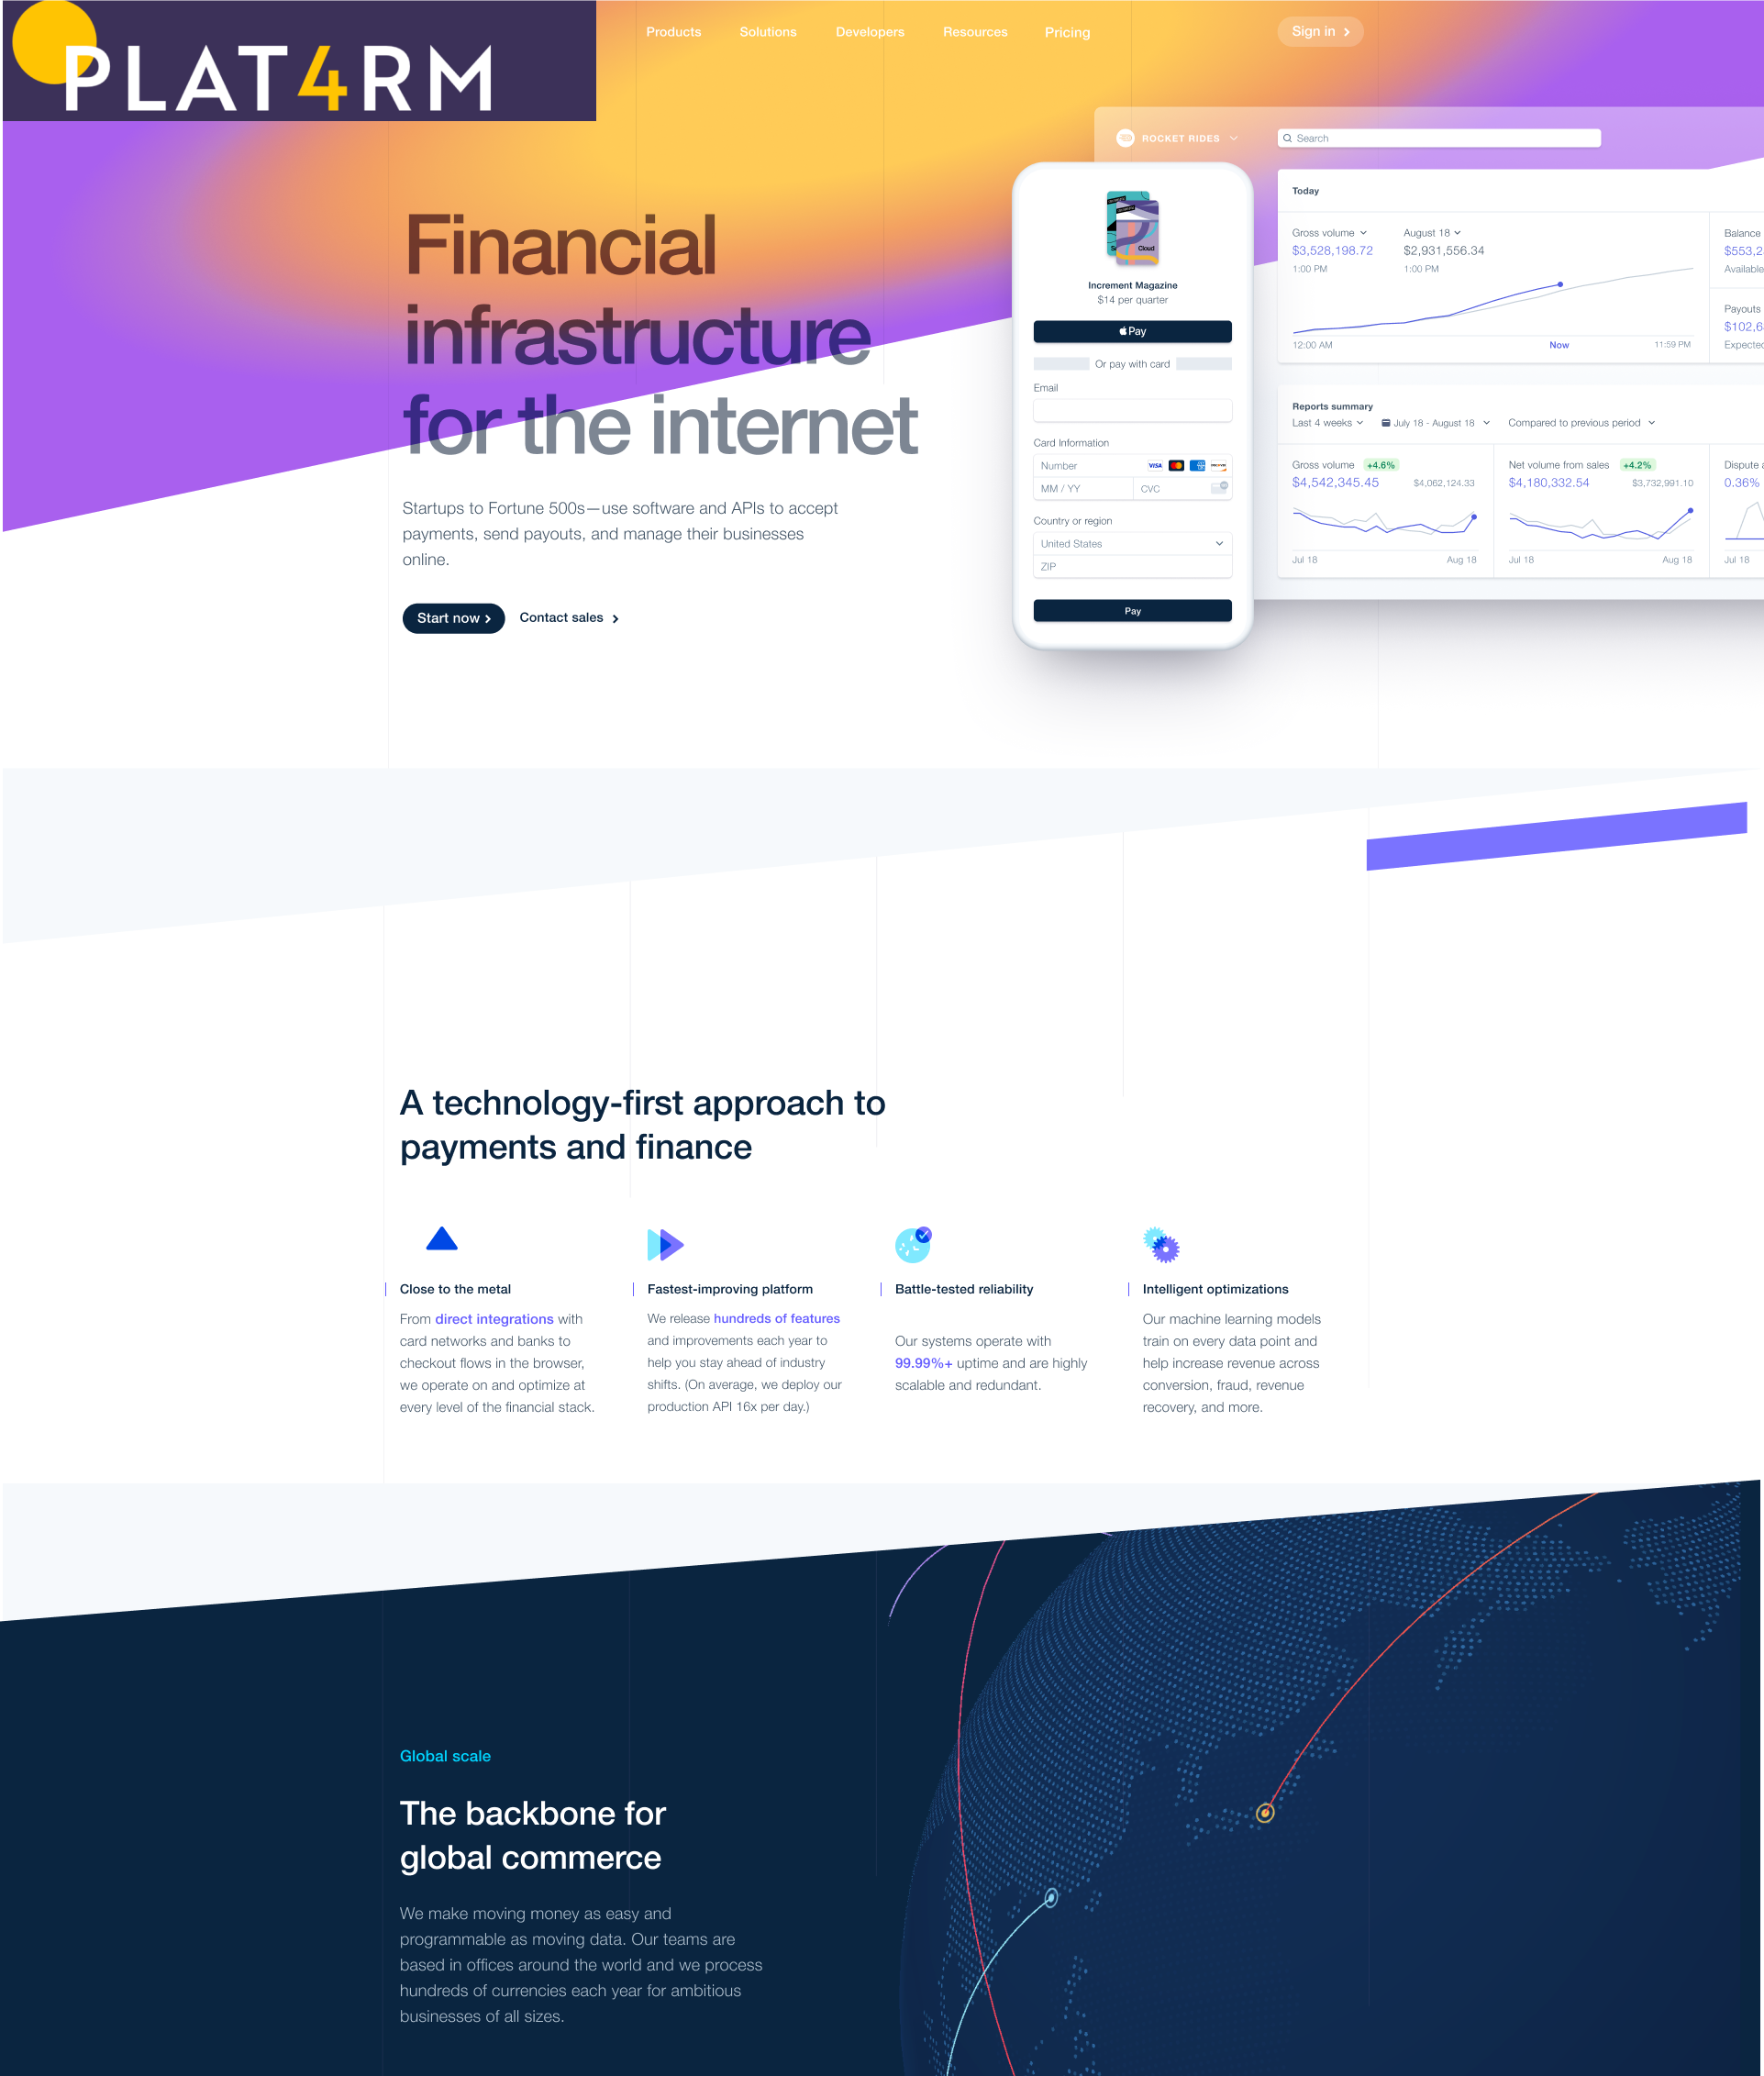 PLAT4RM
Products Solutions Developers Resources Pricing
Sign in
ROCKET RIDES
Search
Financial
infrastructure
for the internet
Startups to Fortune 500s—use software and APIs to accept
payments, send payouts, and manage their businesses
online.
Start now
Contact sales
Cloud
Increment Magazine
$14 per quarter
Pay
Or pay with card
Email
Card Information
Number
VISA
MM / YY
CVC
Country or region
United States
ZIP
Pay
Today
Gross volume
$3,528,198.72
1:00 PM
August 18
$2,931,556.34
1:00 PM
12:00 AM
Now
11:59 PM
Balance
$553,2
Available
Payouts
$102,6
Expected
Reports summary
Last 4 weeks
July 18 - August 18
Compared to previous period
Gross volume +4.6%
$4,542,345.45
$4,062,124.33
Jul 18
Aug 18
Net volume from sales +4.2%
$4,180,332.54
$3,732,991.10
Jul 18
Aug 18
Dispute
0.36%
Jul 18
A technology-first approach to
payments and finance
Close to the metal
From direct integrations with
card networks and banks to
checkout flows in the browser,
we operate on and optimize at
every level of the financial stack.
Fastest-improving platform
We release hundreds of features
and improvements each year to
help you stay ahead of industry
shifts. (On average, we deploy our
production API 16x per day.)
Battle-tested reliability
Our systems operate with
99.99%+ uptime and are highly
scalable and redundant.
Intelligent optimizations
Our machine learning models
train on every data point and
help increase revenue across
conversion, fraud, revenue
recovery, and more.
Global scale
The backbone for
global commerce
We make moving money as easy and
programmable as moving data. Our teams are
based in offices around the world and we process
hundreds of currencies each year for ambitious
businesses of all sizes.